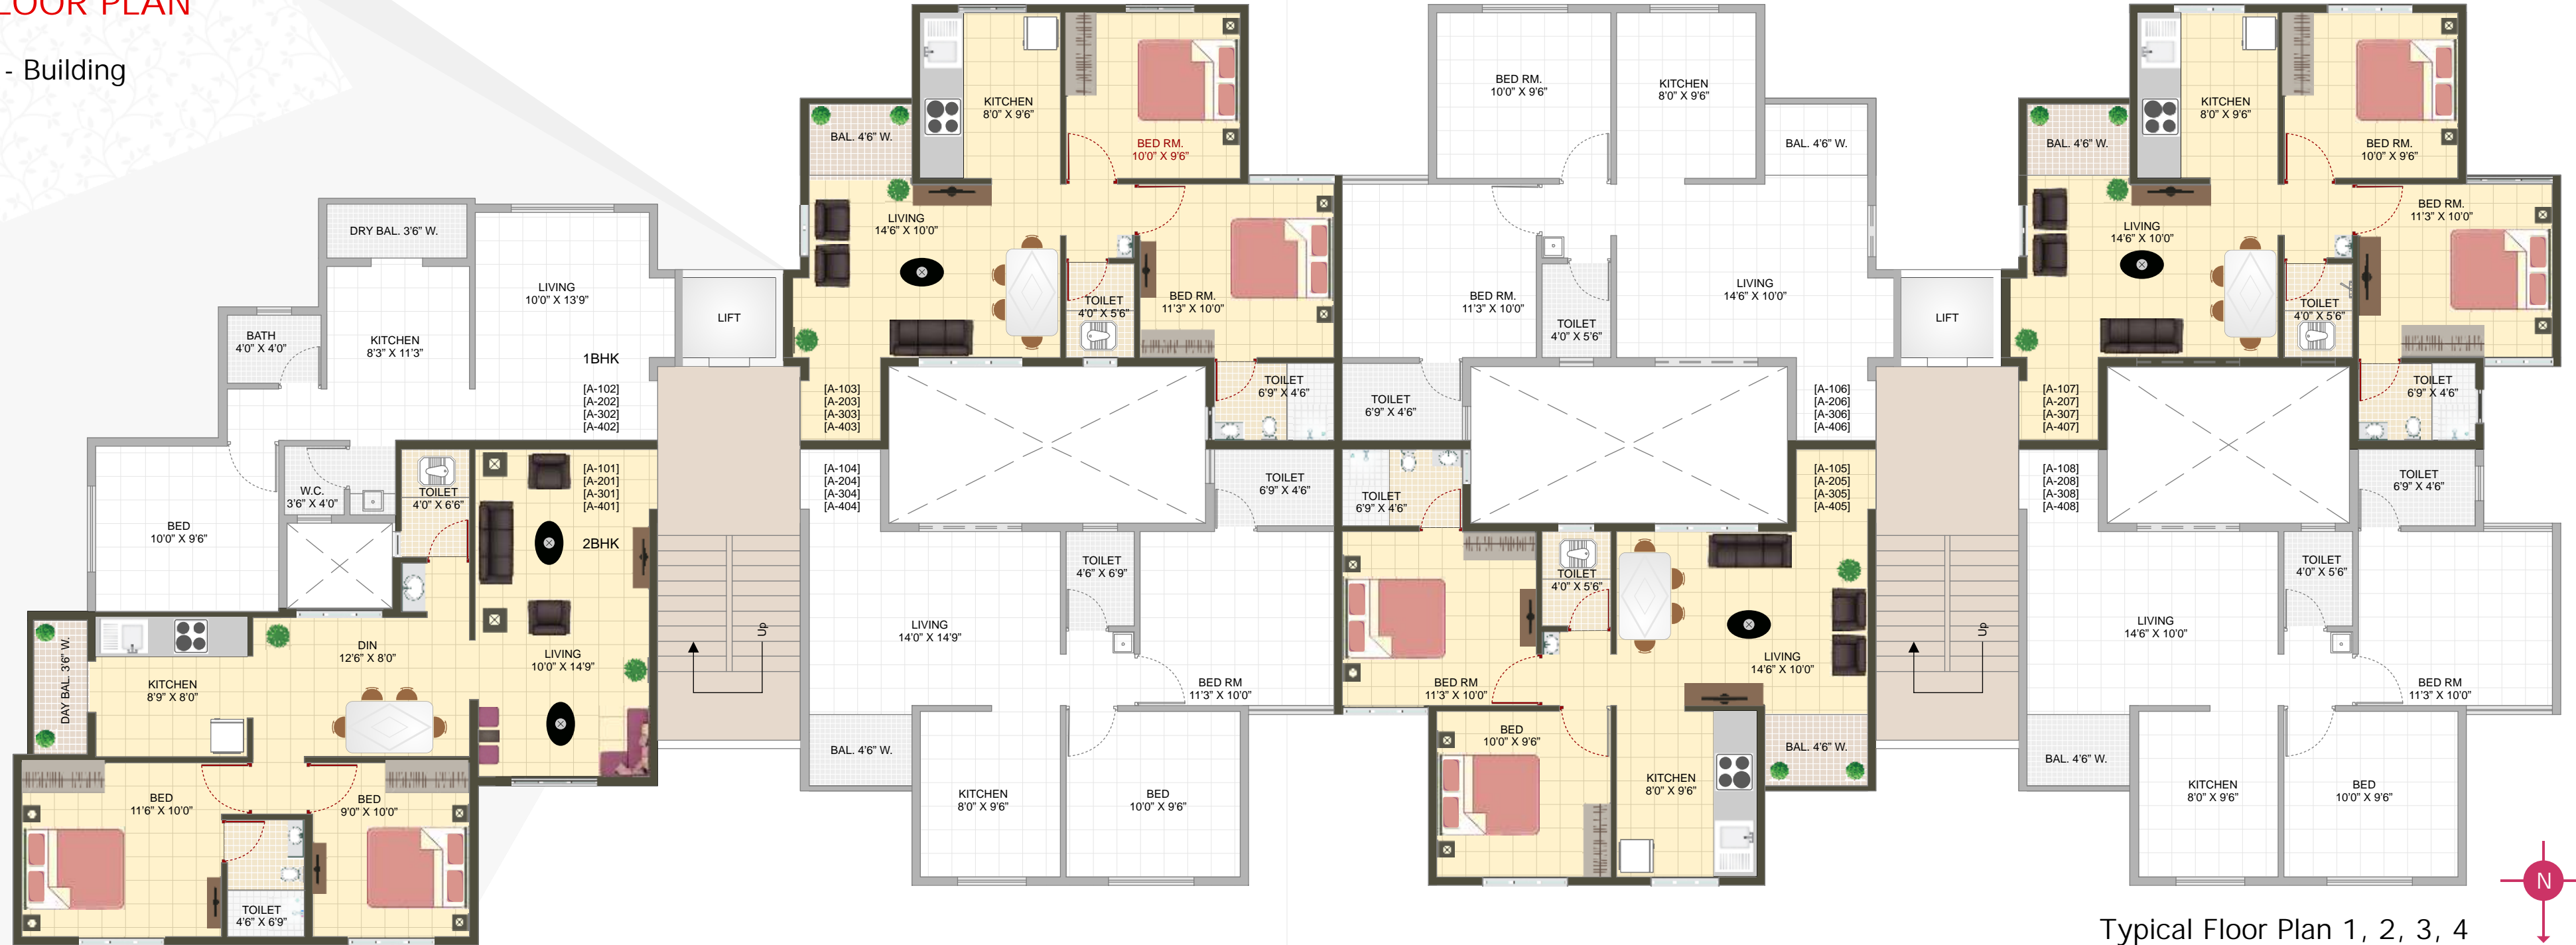 LOOR PLAN
- Building
KITCHEN
8'0" X 9'6"
BED RM.
10'0" X 9'6"
BAL. 4'6" W.
LIVING
14'6" X 10'0"
TOILET
4'0" X 5'6"
BED RM.
11'3" X 10'0"
TOILET
6'9" X 4'6"
[A-103]
[A-203]
[A-303]
[A-403]
DRY BAL. 3'6" W.
LIVING
10'0" X 13'9"
BATH
4'0" X 4'0"
KITCHEN
8'3" X 11'3"
1BHK
[A-102]
[A-202]
[A-302]
[A-402]
W.C.
3'6" X 4'0"
BED
10'0" X 9'6"
LIFT
TOILET
4'0" X 6'6"
[A-101]
[A-201]
[A-301]
[A-401]
2BHK
DIN
12'6" X 8'0"
LIVING
10'0" X 14'9"
KITCHEN
8'9" X 8'0"
DAY BAL. 3'6" W.
BED
11'6" X 10'0"
BED
9'0" X 10'0"
TOILET
4'6" X 6'9"
Up
[A-104]
[A-204]
[A-304]
[A-404]
TOILET
6'9" X 4'6"
TOILET
4'6" X 6'9"
LIVING
14'0" X 14'9"
BED RM
11'3" X 10'0"
BAL. 4'6" W.
KITCHEN
8'0" X 9'6"
BED
10'0" X 9'6"
BED RM.
10'0" X 9'6"
KITCHEN
8'0" X 9'6"
BAL. 4'6" W.
BED RM.
11'3" X 10'0"
LIVING
14'6" X 10'0"
TOILET
4'0" X 5'6"
TOILET
6'9" X 4'6"
[A-106]
[A-206]
[A-306]
[A-406]
TOILET
6'9" X 4'6"
[A-105]
[A-205]
[A-305]
[A-405]
TOILET
4'0" X 5'6"
LIVING
14'6" X 10'0"
BED RM
11'3" X 10'0"
BED
10'0" X 9'6"
KITCHEN
8'0" X 9'6"
BAL. 4'6" W.
LIFT
Up
KITCHEN
8'0" X 9'6"
BED RM.
10'0" X 9'6"
BAL. 4'6" W.
BED RM.
11'3" X 10'0"
LIVING
14'6" X 10'0"
TOILET
4'0" X 5'6"
TOILET
6'9" X 4'6"
[A-107]
[A-207]
[A-307]
[A-407]
[A-108]
[A-208]
[A-308]
[A-408]
TOILET
6'9" X 4'6"
TOILET
4'0" X 5'6"
LIVING
14'6" X 10'0"
BED RM
11'3" X 10'0"
BAL. 4'6" W.
KITCHEN
8'0" X 9'6"
BED
10'0" X 9'6"
N
Typical Floor Plan 1, 2, 3, 4